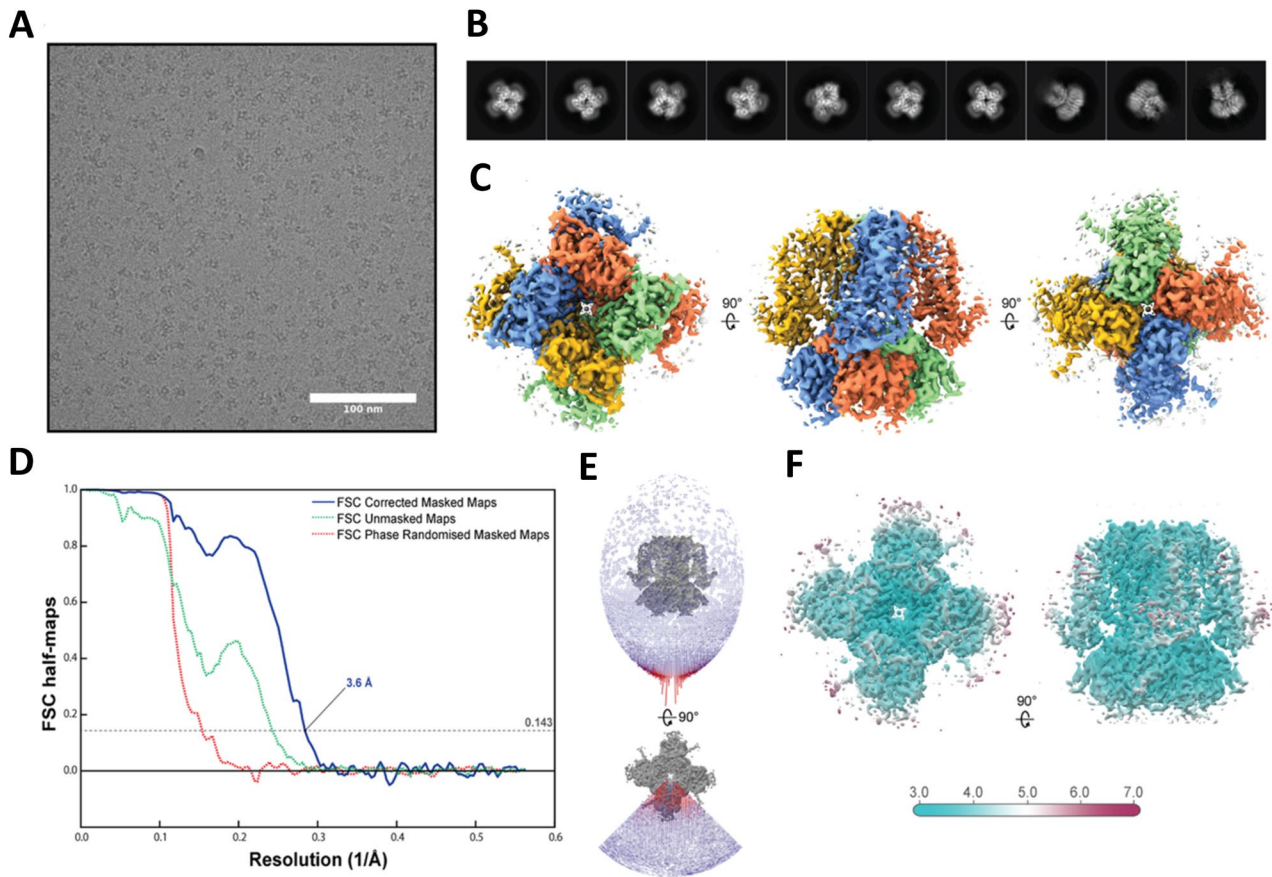 A
100 nm
B
C
90°
90°
D
FSC half-maps
1.0
0.8
0.6
0.4
0.2
0.0
FSC Corrected Masked Maps
FSC Unmasked Maps
FSC Phase Randomised Masked Maps
3.6 Å
0.143
0.0 0.1 0.2 0.3 0.4 0.5 0.6
Resolution (1/Å)
E
90°
F
90°
3.0 4.0 5.0 6.0 7.0